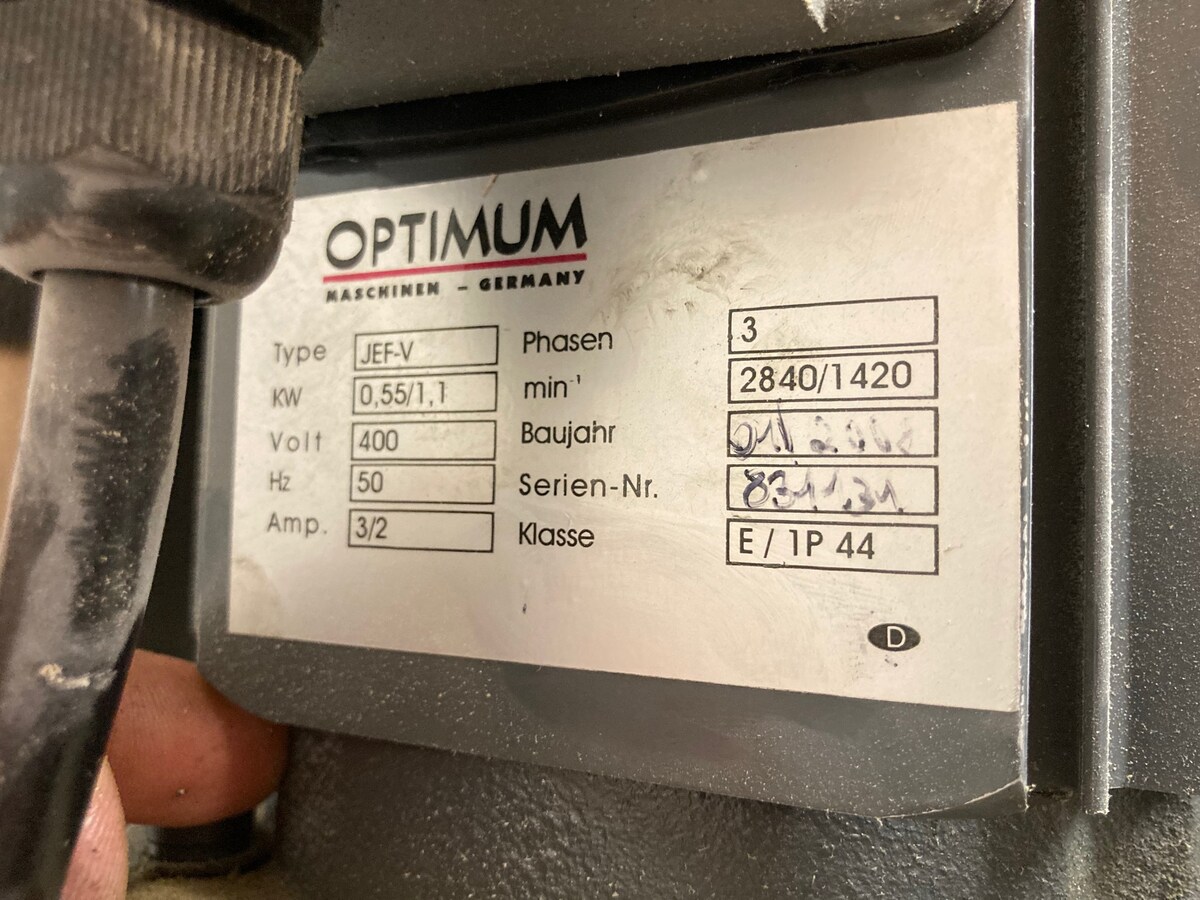 OPTIMUM
MASCHINEN - GERMANY
Type JEF-V Phasen 3
KW 0,55/1,1 min⁻¹ 2840/1420
Volt 400 Baujahr
Hz 50 Serien-Nr.
Amp. 3/2 Klasse E / 1P 44
D